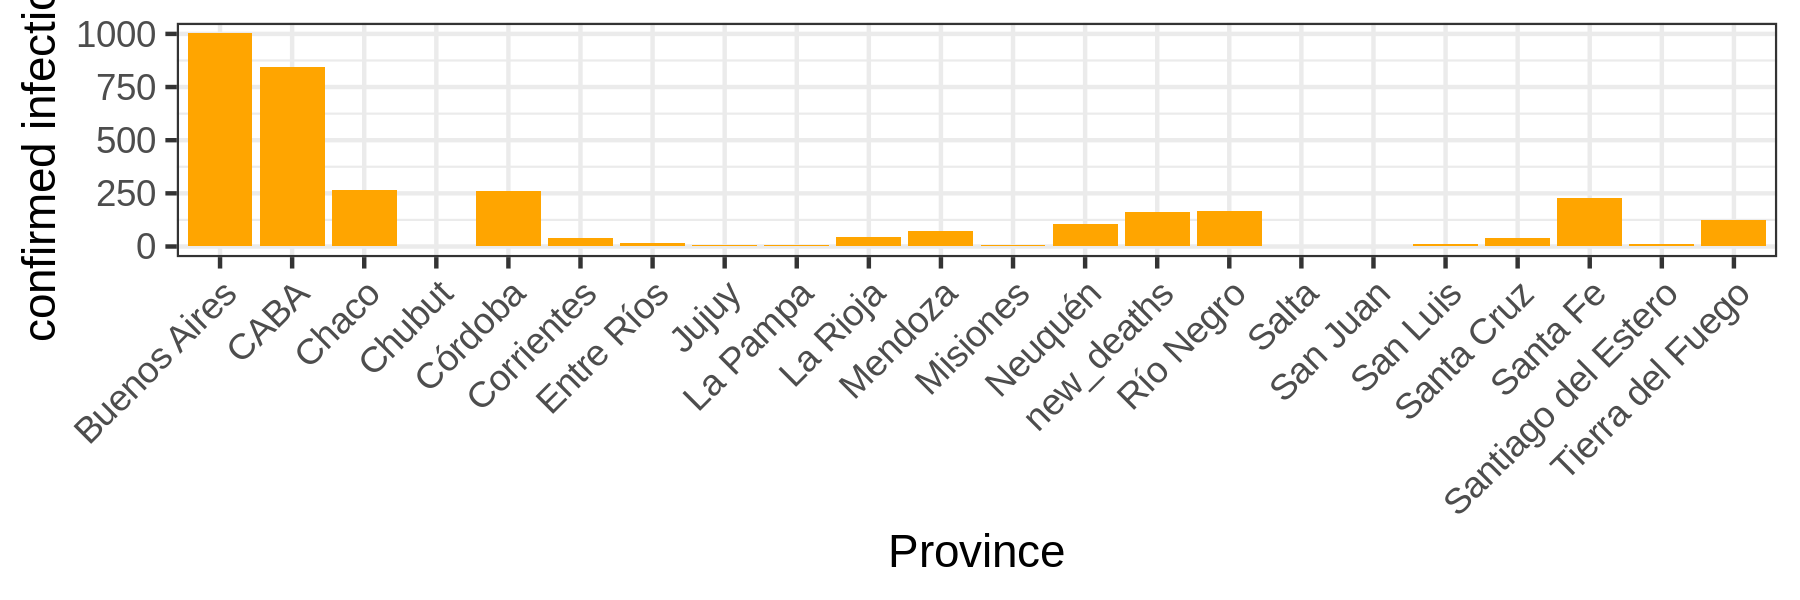 confirmed infectio
1000
750
500
250
0
Buenos Aires
CABA
Chaco
Chubut
Córdoba
Corrientes
Entre Ríos
Jujuy
La Pampa
La Rioja
Mendoza
Misiones
Neuquén
new_deaths
Río Negro
Salta
San Juan
San Luis
Santa Cruz
Santa Fe
Santiago del Estero
Tierra del Fuego
Province